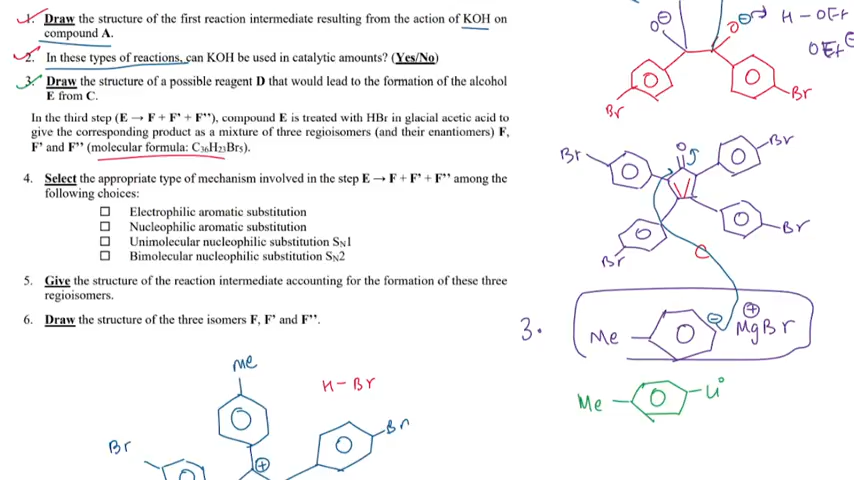 1. Draw the structure of the first reaction intermediate resulting from the action of KOH on
compound A.
2. In these types of reactions, can KOH be used in catalytic amounts? (Yes/No)
3. Draw the structure of a possible reagent D that would lead to the formation of the alcohol
E from C.
In the third step (E → F + F' + F''), compound E is treated with HBr in glacial acetic acid to
give the corresponding product as a mixture of three regioisomers (and their enantiomers) F,
F' and F'' (molecular formula: C36H23Br5).
4. Select the appropriate type of mechanism involved in the step E → F + F' + F'' among the
following choices:
☐ Electrophilic aromatic substitution
☐ Nucleophilic aromatic substitution
☐ Unimolecular nucleophilic substitution SN1
☐ Bimolecular nucleophilic substitution SN2
5. Give the structure of the reaction intermediate accounting for the formation of these three
regioisomers.
6. Draw the structure of the three isomers F, F' and F''.
Me
H-Br
Br
Br
O⊖
O⊖
H-OEt
OEt⊖
Br
Br
O
Br
Br
Br
Br
3.
Me
⊖
⊕
MgBr
Me
Li
⊕